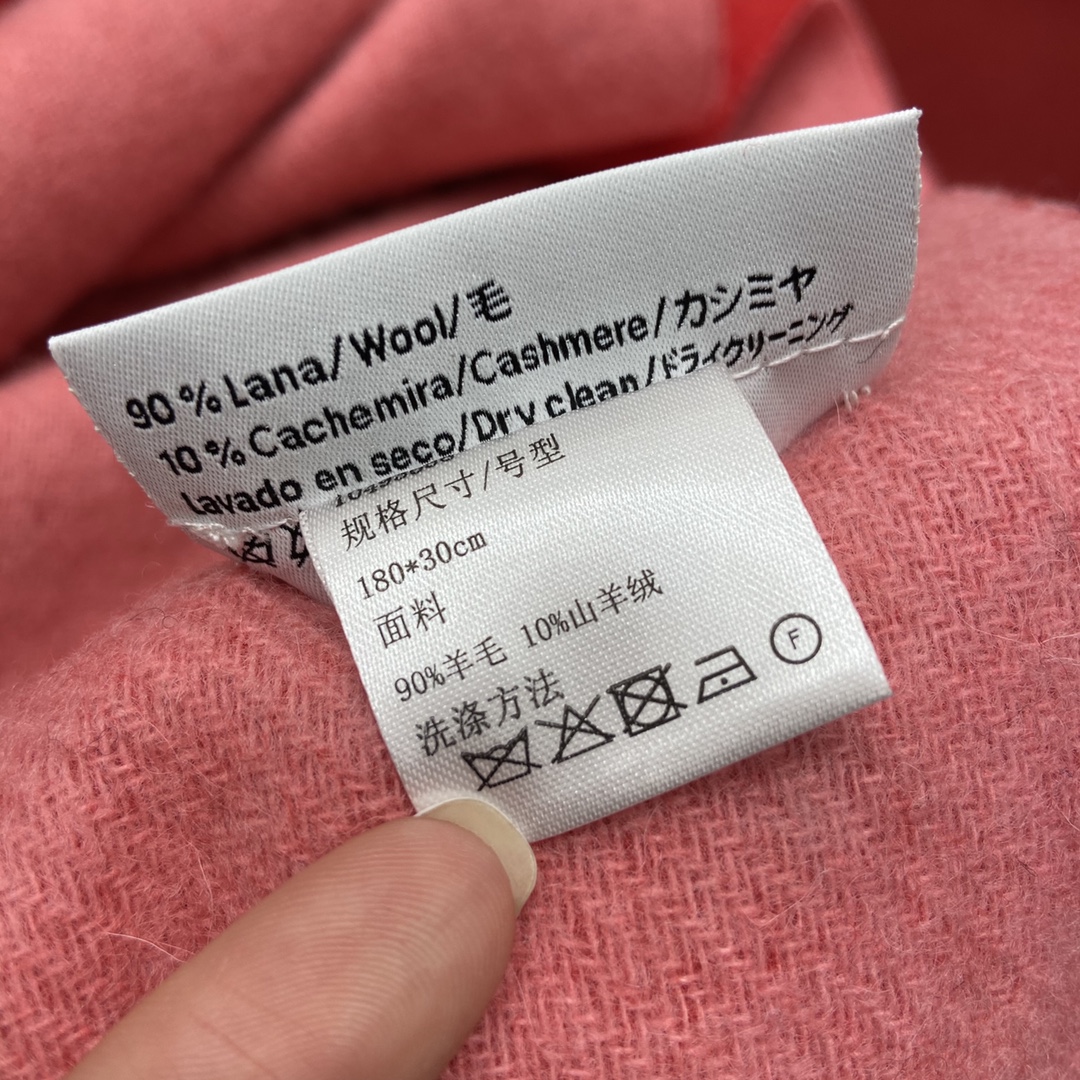 90% Lana/Wool/毛
10% Cachemira/Cashmere/カシミヤ
Lavado en seco/Dry clean/ドライクリーニング
规格尺寸/号型
180*30cm
面料
90%羊毛 10%山羊绒
洗涤方法
F